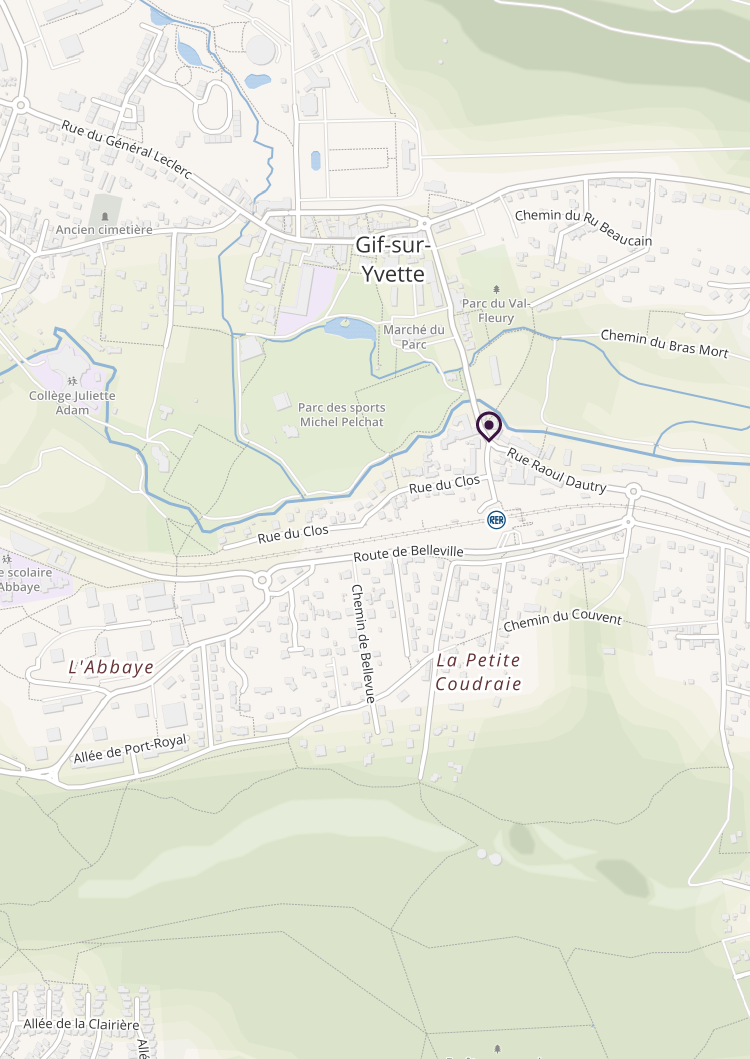 Rue du Général Leclerc
Ancien cimetière
Chemin du Ru Beaucain
Gif-sur-
Yvette
Parc du Val-
Fleury
Marché du
Parc
Chemin du Bras Mort
Collège Juliette
Adam
Parc des sports
Michel Pelchat
Rue Raoul Dautry
Rue du Clos
RER
Rue du Clos
Route de Belleville
e scolaire
Abbaye
Chemin de Bellevue
Chemin du Couvent
L'Abbaye
La Petite
Coudraie
Allée de Port-Royal
Allée de la Clairière
Allé